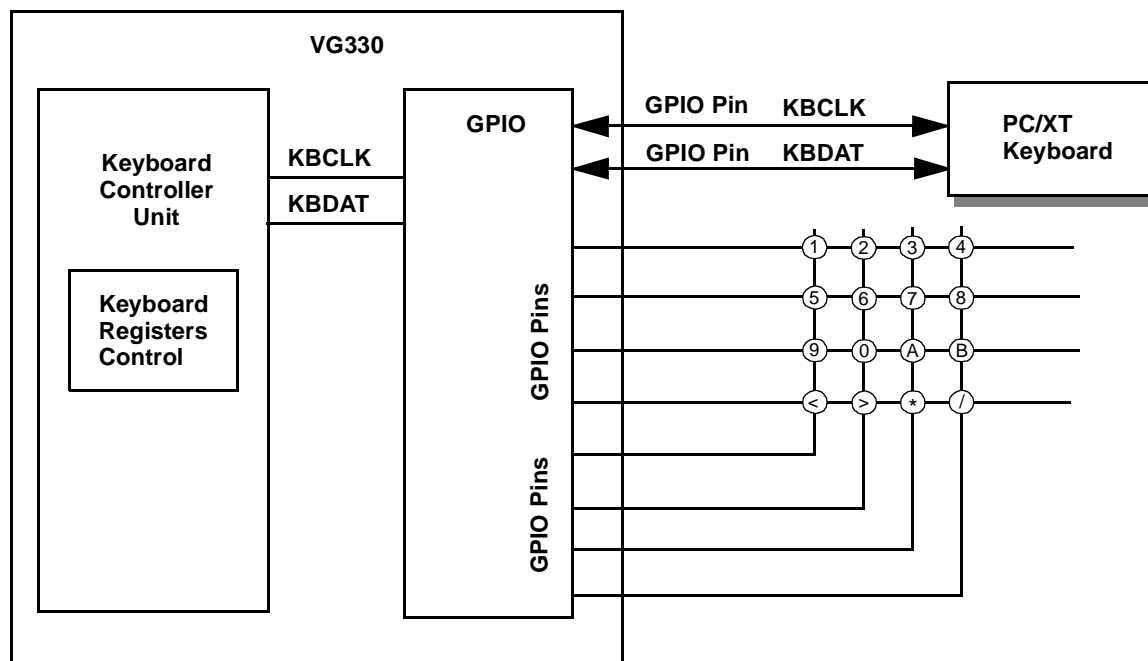 VG330
Keyboard
Controller
Unit
Keyboard
Registers
Control
KBCLK
KBDAT
GPIO
GPIO Pins
GPIO Pins
GPIO Pin KBCLK
GPIO Pin KBDAT
PC/XT
Keyboard
1 2 3 4
5 6 7 8
9 0 A B
< > * /